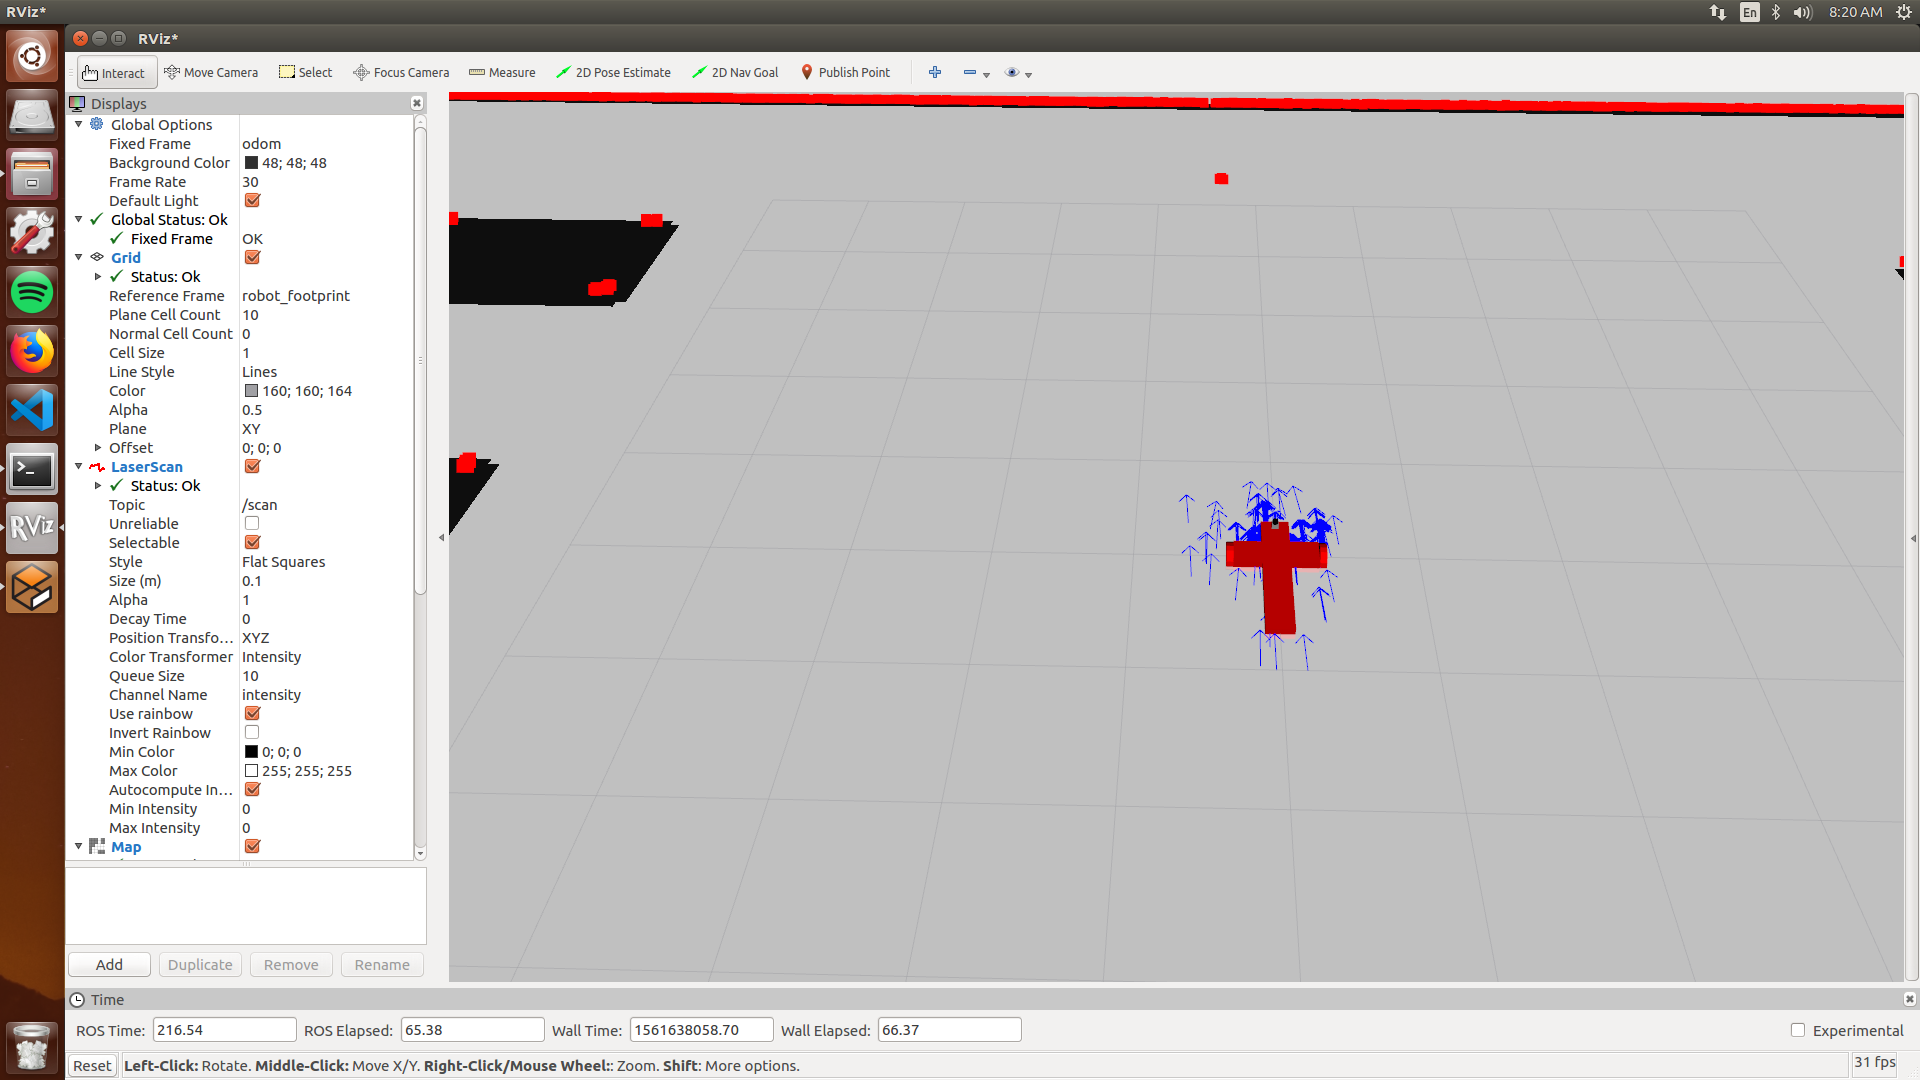 RViz*
En
8:20 AM
RViz*
Interact Move Camera Select Focus Camera Measure 2D Pose Estimate 2D Nav Goal Publish Point
Displays
Global Options
Fixed Frame odom
Background Color 48; 48; 48
Frame Rate 30
Default Light
Global Status: Ok
Fixed Frame OK
Grid
Status: Ok
Reference Frame robot_footprint
Plane Cell Count 10
Normal Cell Count 0
Cell Size 1
Line Style Lines
Color 160; 160; 164
Alpha 0.5
Plane XY
Offset 0; 0; 0
LaserScan
Status: Ok
Topic /scan
Unreliable
Selectable
Style Flat Squares
Size (m) 0.1
Alpha 1
Decay Time 0
Position Transfo... XYZ
Color Transformer Intensity
Queue Size 10
Channel Name intensity
Use rainbow
Invert Rainbow
Min Color 0; 0; 0
Max Color 255; 255; 255
Autocompute In...
Min Intensity 0
Max Intensity 0
Map
RViz
Add Duplicate Remove Rename
Time
ROS Time: 216.54 ROS Elapsed: 65.38 Wall Time: 1561638058.70 Wall Elapsed: 66.37 Experimental
Reset Left-Click: Rotate. Middle-Click: Move X/Y. Right-Click/Mouse Wheel:: Zoom. Shift: More options. 31 fps